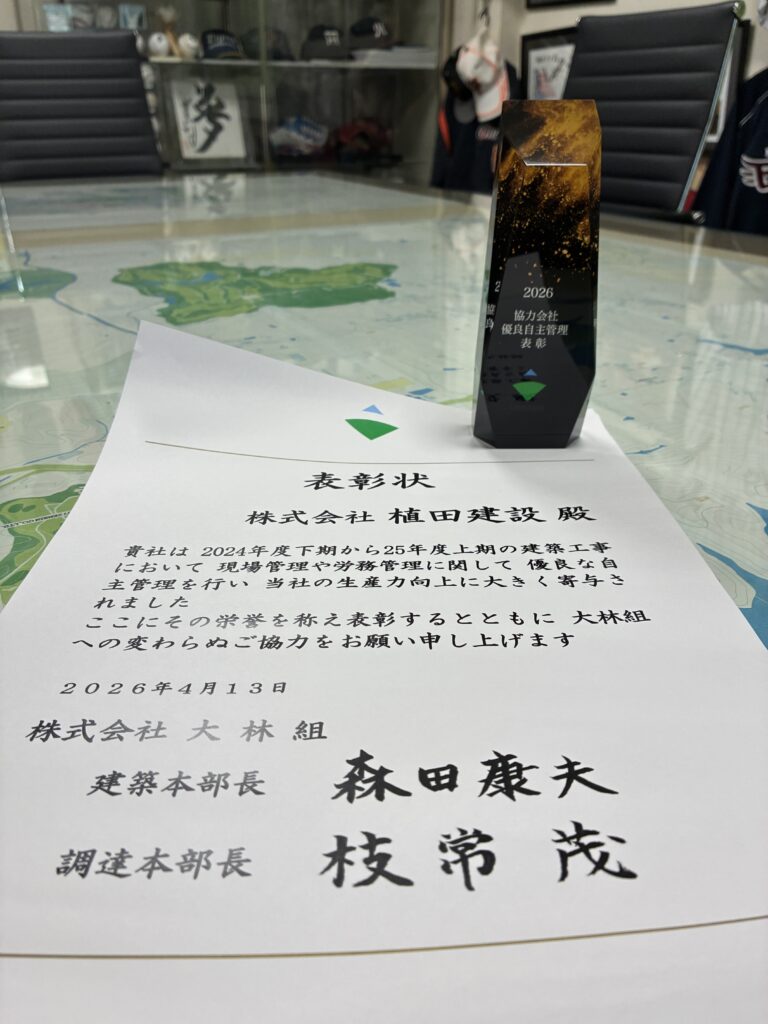 2026
協力会社
優良自主管理
表彰
表彰状
株式会社 植田建設 殿
貴社は 2024年度下期から25年度上期の建築工事
において 現場管理や労務管理に関して 優良な自
主管理を行い 当社の生産力向上に大きく寄与さ
れました
ここにその栄誉を称え表彰するとともに 大林組
への変わらぬご協力をお願い申し上げます
2026年4月13日
株式会社 大林組
建築本部長 森田康夫
調達本部長 枝常茂